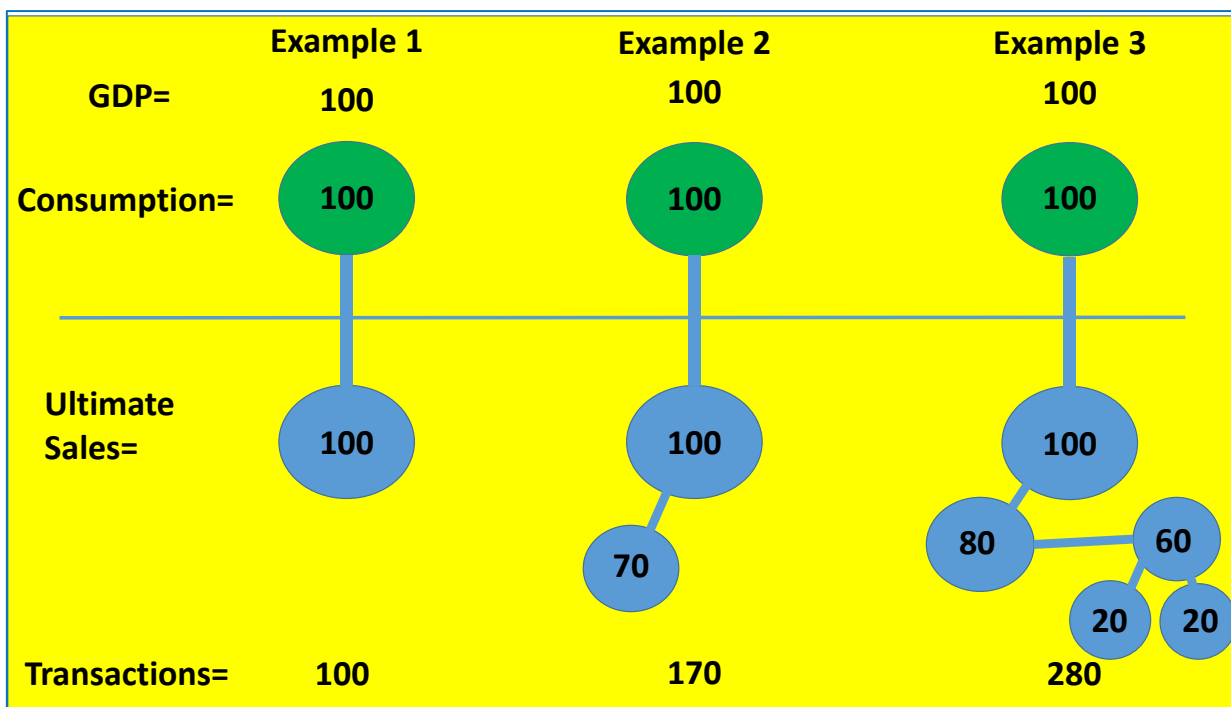 Example 1 Example 2 Example 3
GDP= 100 100 100
Consumption= 100 100 100
Ultimate
Sales= 100 100 100
70 80 60
20 20
Transactions= 100 170 280